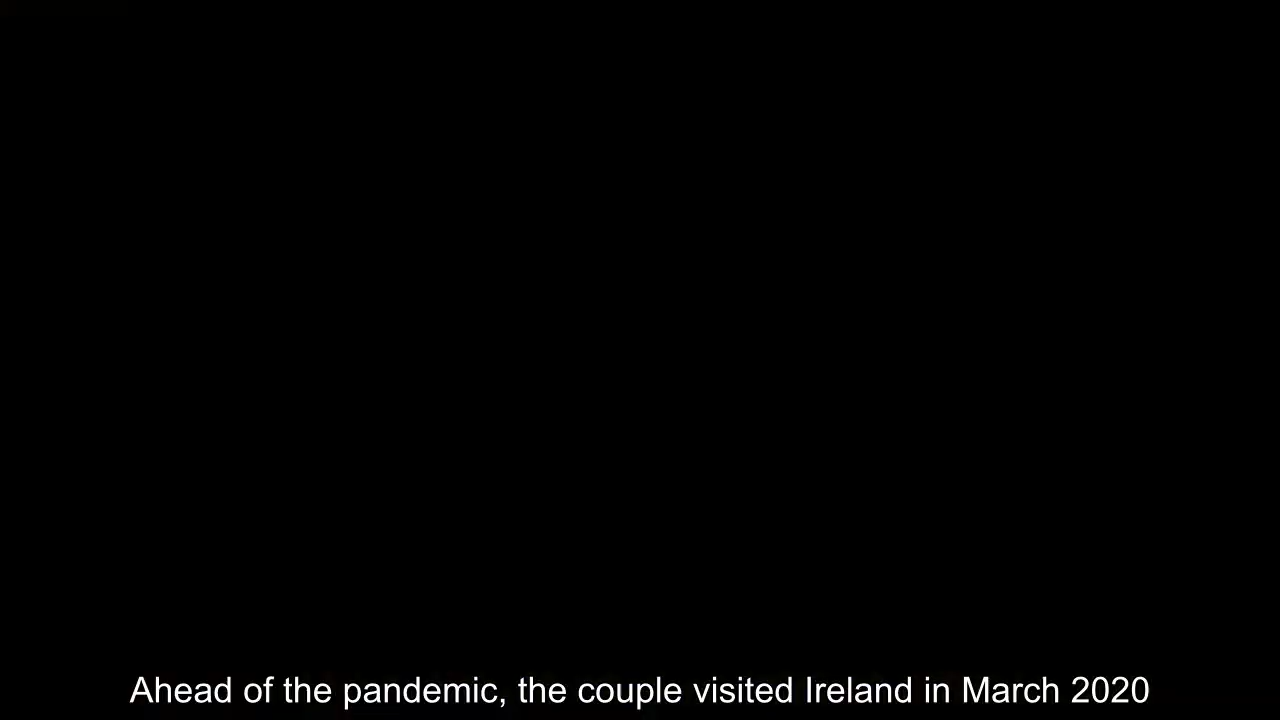 Ahead of the pandemic, the couple visited Ireland in March 2020